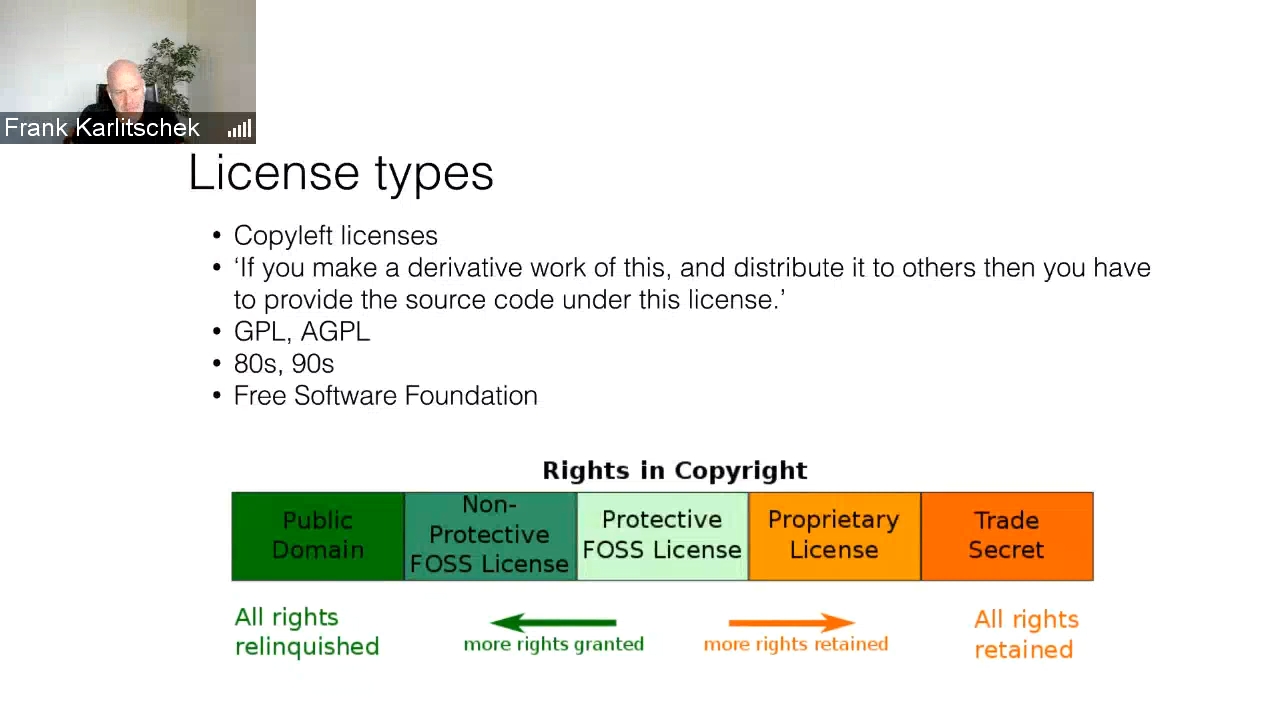 Frank Karlitschek
License types
• Copyleft licenses
• ‘If you make a derivative work of this, and distribute it to others then you have
to provide the source code under this license.’
• GPL, AGPL
• 80s, 90s
• Free Software Foundation
Rights in Copyright
Public
Domain
Non-
Protective
FOSS License
Protective
FOSS License
Proprietary
License
Trade
Secret
All rights
relinquished
more rights granted
more rights retained
All rights
retained